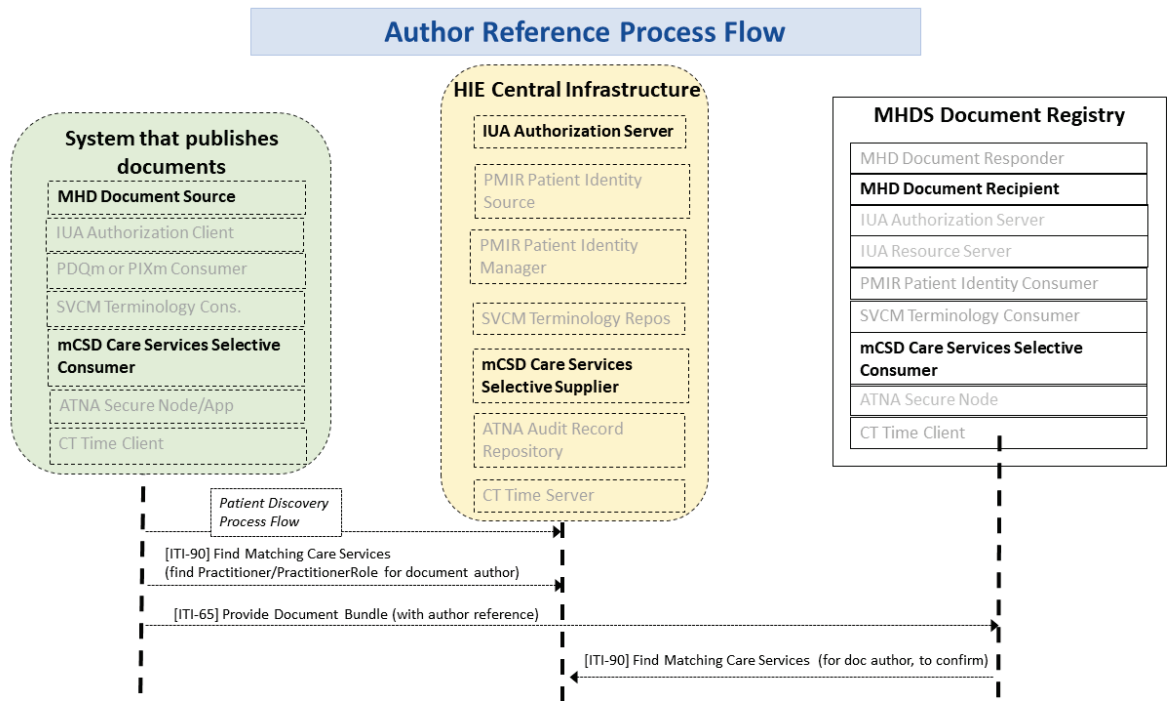 Author Reference Process Flow
System that publishes
documents
MHD Document Source
IUA Authorization Client
PDQm or PIXm Consumer
SVCM Terminology Cons.
mCSD Care Services Selective
Consumer
ATNA Secure Node/App
CT Time Client
HIE Central Infrastructure
IUA Authorization Server
PMIR Patient Identity
Source
PMIR Patient Identity
Manager
SVCM Terminology Repos
mCSD Care Services
Selective Supplier
ATNA Audit Record
Repository
CT Time Server
MHDS Document Registry
MHD Document Responder
MHD Document Recipient
IUA Authorization Server
IUA Resource Server
PMIR Patient Identity Consumer
SVCM Terminology Consumer
mCSD Care Services Selective
Consumer
ATNA Secure Node
CT Time Client
Patient Discovery
Process Flow
[ITI-90] Find Matching Care Services
(find Practitioner/PractitionerRole for document author)
[ITI-65] Provide Document Bundle (with author reference)
[ITI-90] Find Matching Care Services (for doc author, to confirm)